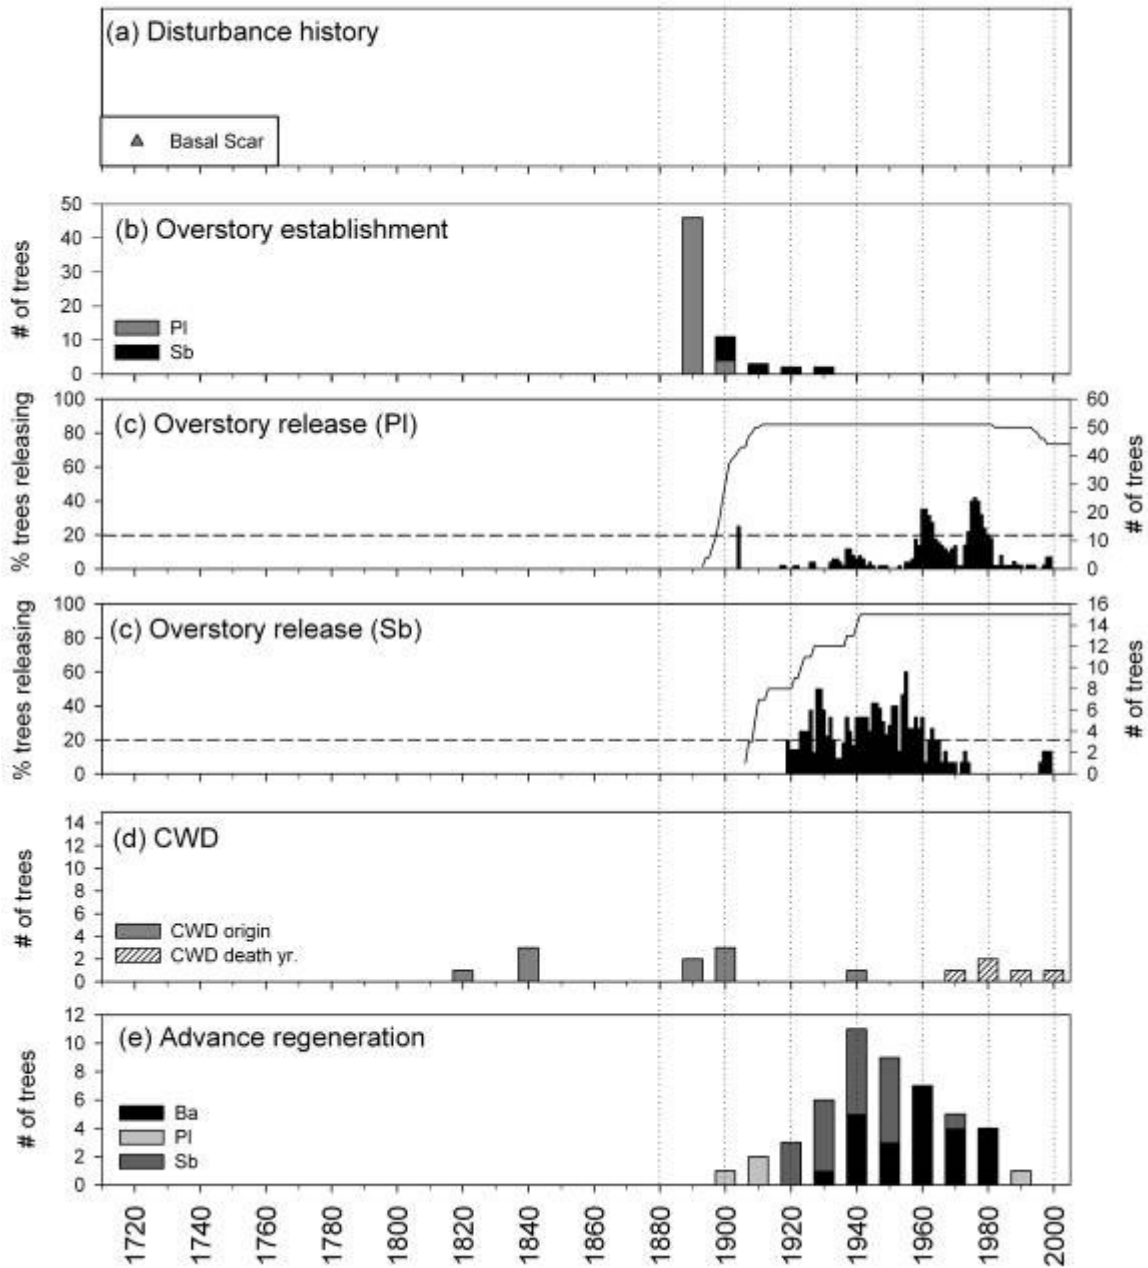 (a) Disturbance history
Basal Scar
(b) Overstory establishment
# of trees
50
40
30
20
10
0
Pl
Sb
(c) Overstory release (Pl)
% trees releasing
100
80
60
40
20
0
60
50
40
30
20
10
0
# of trees
(c) Overstory release (Sb)
% trees releasing
100
80
60
40
20
0
16
14
12
10
8
6
4
2
0
# of trees
(d) CWD
# of trees
14
12
10
8
6
4
2
0
CWD origin
CWD death yr.
(e) Advance regeneration
# of trees
12
10
8
6
4
2
0
Ba
Pl
Sb
1720 1740 1760 1780 1800 1820 1840 1860 1880 1900 1920 1940 1960 1980 2000